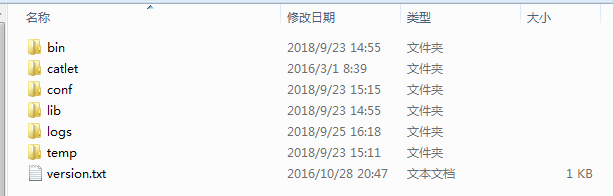 名称 修改日期 类型 大小
bin 2018/9/23 14:55 文件夹
catlet 2016/3/1 8:39 文件夹
conf 2018/9/23 15:15 文件夹
lib 2018/9/23 14:55 文件夹
logs 2018/9/25 16:18 文件夹
temp 2018/9/23 15:11 文件夹
version.txt 2016/10/28 20:47 文本文档 1 KB